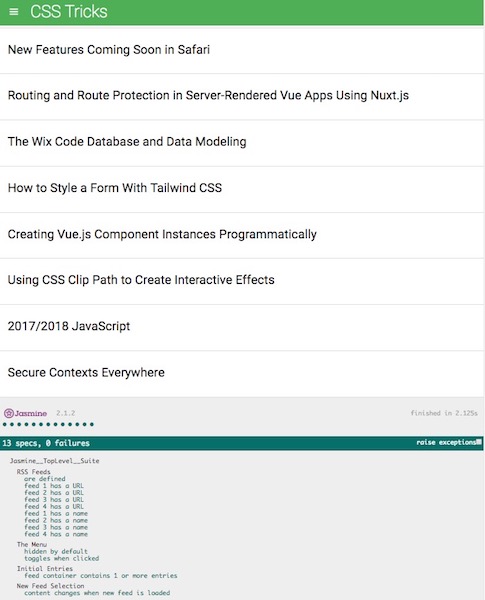 CSS Tricks
New Features Coming Soon in Safari
Routing and Route Protection in Server-Rendered Vue Apps Using Nuxt.js
The Wix Code Database and Data Modeling
How to Style a Form With Tailwind CSS
Creating Vue.js Component Instances Programmatically
Using CSS Clip Path to Create Interactive Effects
2017/2018 JavaScript
Secure Contexts Everywhere
Jasmine 2.1.2 finished in 2.125s
13 specs, 0 failures raise exceptions
Jasmine__TopLevel__Suite
RSS Feeds
are defined
feed 1 has a URL
feed 2 has a URL
feed 3 has a URL
feed 4 has a URL
feed 1 has a name
feed 2 has a name
feed 3 has a name
feed 4 has a name
The Menu
hidden by default
toggles when clicked
Initial Entries
feed container contains 1 or more entries
New Feed Selection
content changes when new feed is loaded